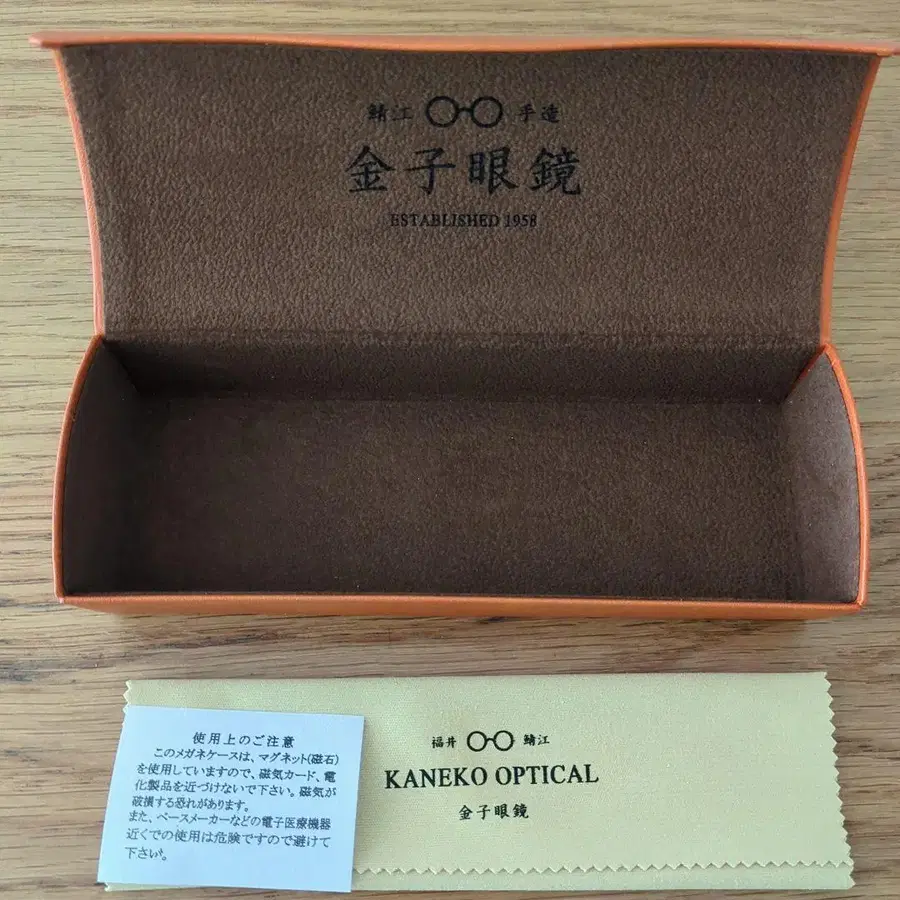 鯖江 手造
金子眼鏡
ESTABLISHED 1958
福井 鯖江
KANEKO OPTICAL
金子眼鏡
使用上のご注意
このメガネケースは、マグネット(磁石)
を使用していますので、磁気カード、電
化製品を近づけないで下さい。磁気が
破損する恐れがあります。
また、ペースメーカーなどの電子医療機器
近くでの使用は危険ですので避けて
下さい。